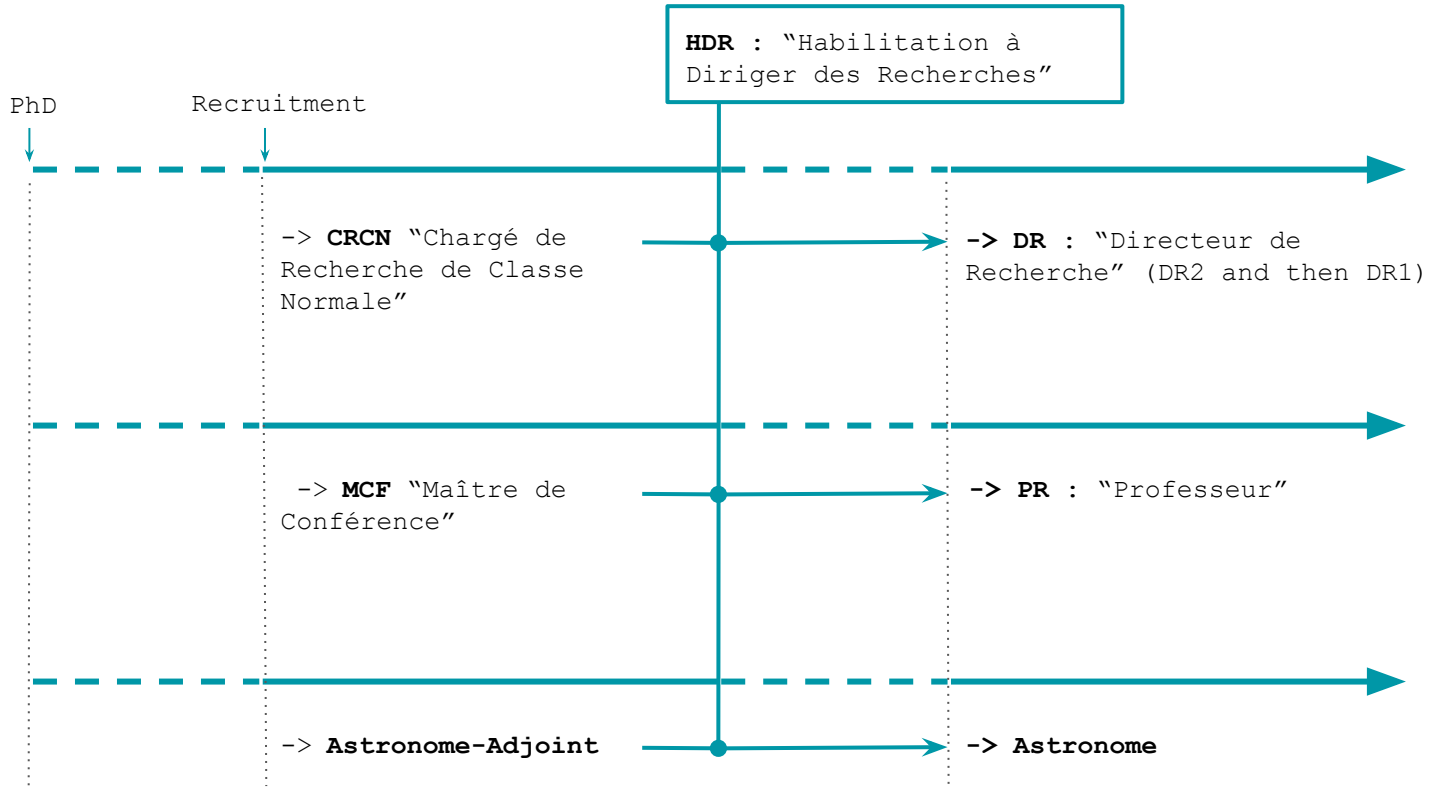 HDR : “Habilitation à
Diriger des Recherches”
PhD
Recruitment
-> CRCN “Chargé de
Recherche de Classe
Normale”
-> DR : “Directeur de
Recherche” (DR2 and then DR1)
-> MCF “Maître de
Conférence”
-> PR : “Professeur”
-> Astronome-Adjoint
-> Astronome